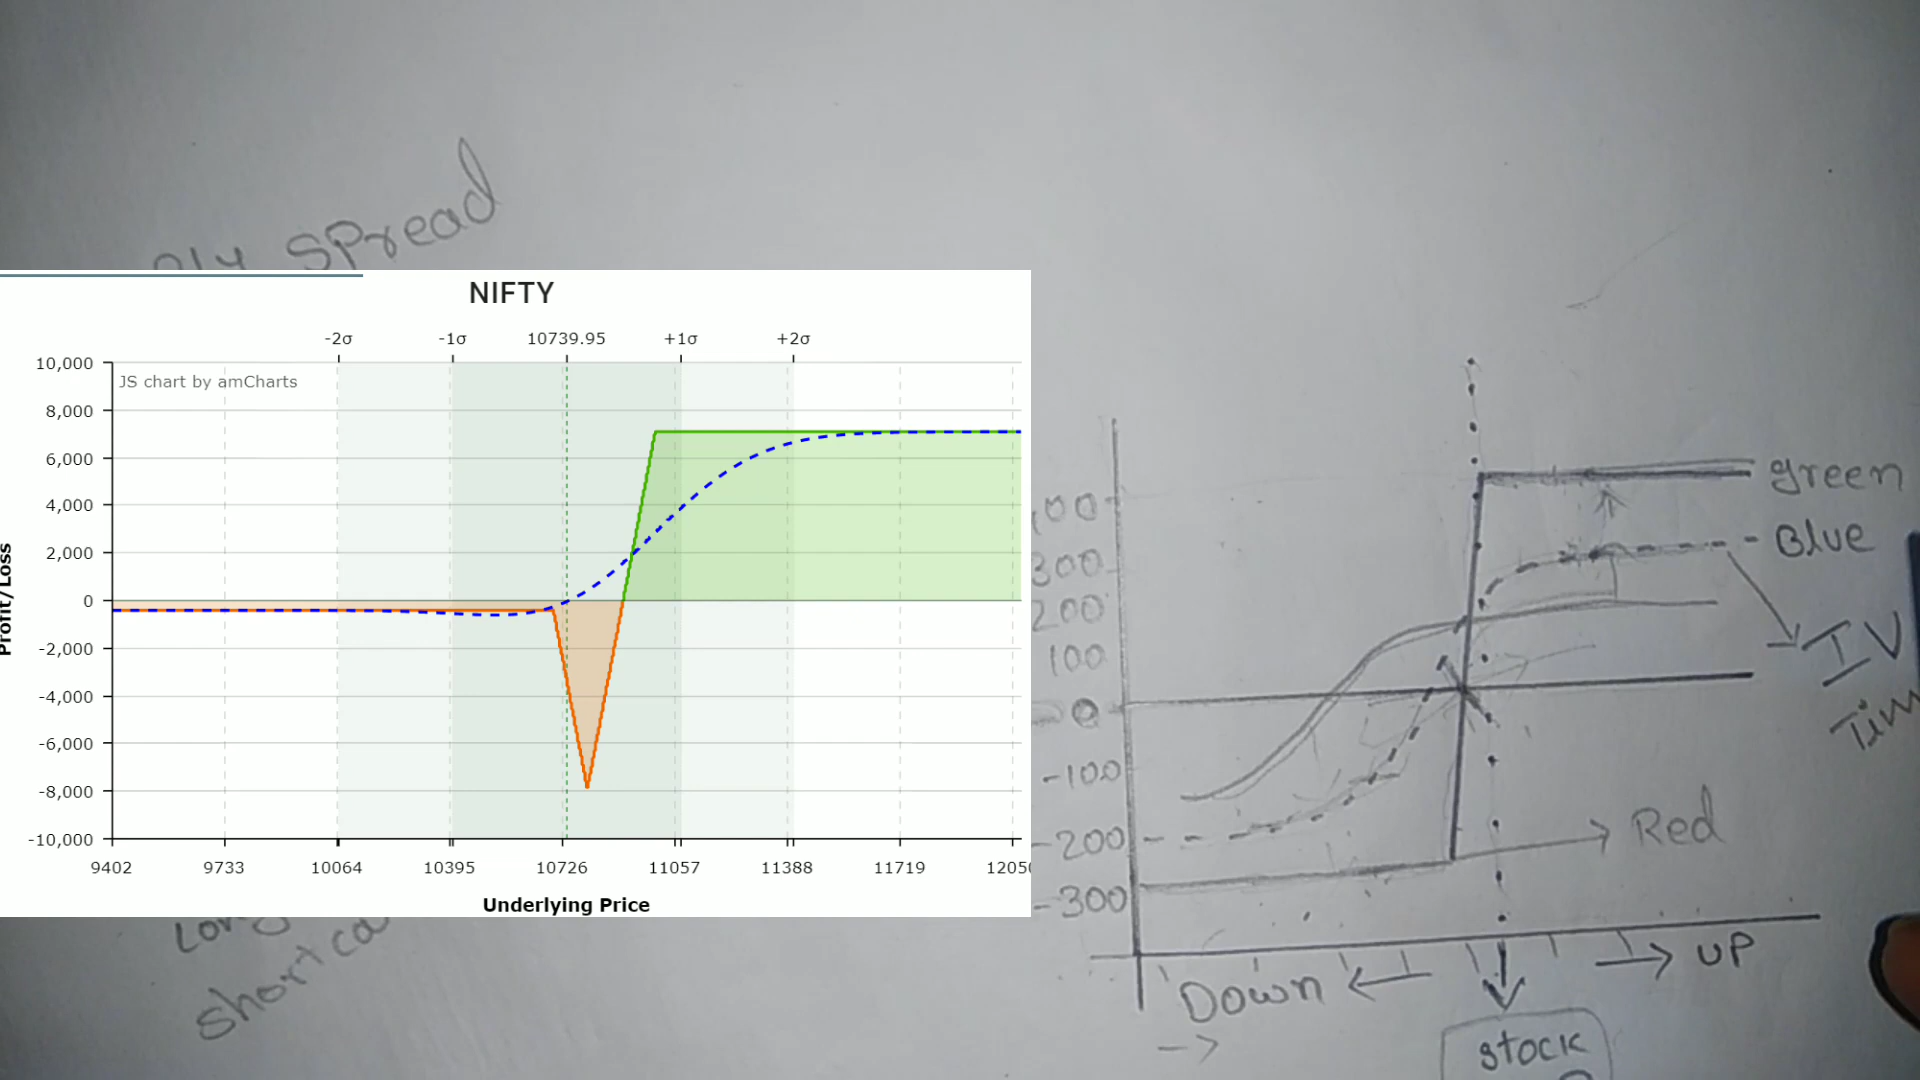 Spread
NIFTY
-2σ -1σ 10739.95 +1σ +2σ
JS chart by amCharts
10,000
8,000
6,000
4,000
2,000
0
-2,000
-4,000
-6,000
-8,000
-10,000
Profit/Loss
9402 9733 10064 10395 10726 11057 11388 11719
Underlying Price
short
green
Blue
300
200
100
0
-100
-200
-300
IV
Red
Down
UP
stock